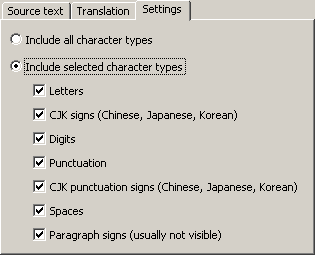 Source text Translation Settings
Include all character types
Include selected character types
Letters
CJK signs (Chinese, Japanese, Korean)
Digits
Punctuation
CJK punctuation signs (Chinese, Japanese, Korean)
Spaces
Paragraph signs (usually not visible)